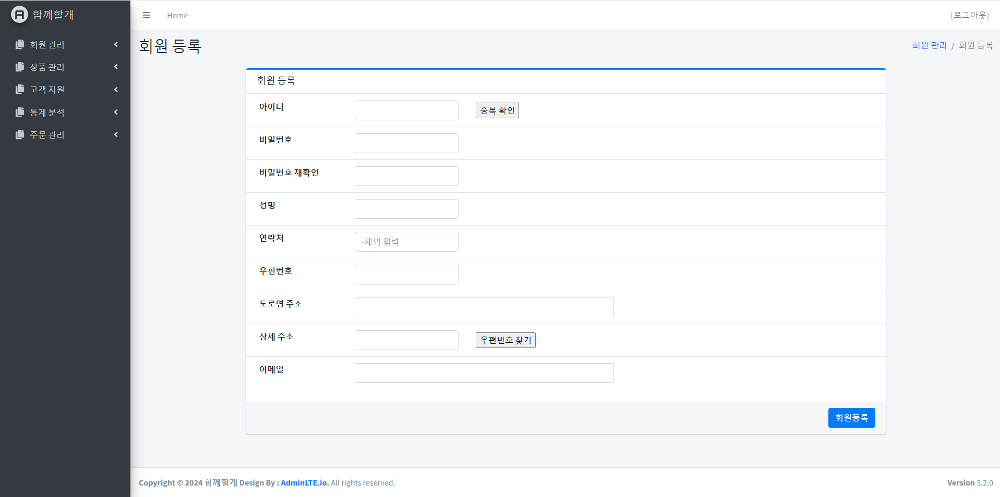 함께할개
Home
[로그아웃]
회원 관리
상품 관리
고객 지원
통계 분석
주문 관리
회원 등록
회원 관리 / 회원 등록
회원 등록
아이디
중복 확인
비밀번호
비밀번호 재확인
성명
연락처
-제외 입력
우편번호
도로명 주소
상세 주소
우편번호 찾기
이메일
회원등록
Copyright © 2024 함께할개 Design By : AdminLTE.io. All rights reserved.
Version 3.2.0